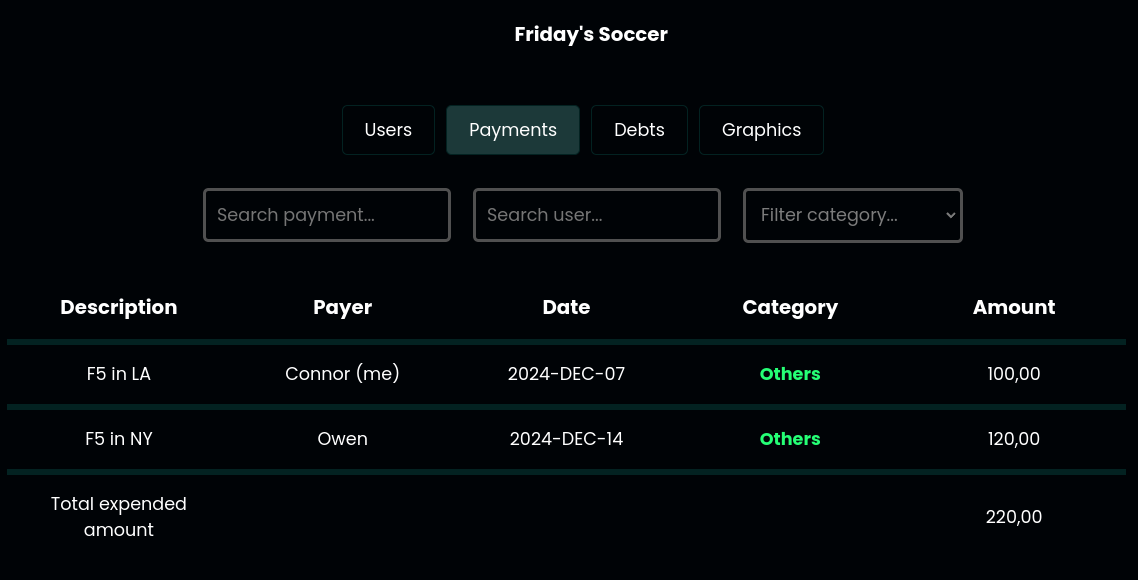 Friday's Soccer
Users Payments Debts Graphics
Search payment... Search user... Filter category...
Description Payer Date Category Amount
F5 in LA Connor (me) 2024-DEC-07 Others 100,00
F5 in NY Owen 2024-DEC-14 Others 120,00
Total expended
amount 220,00